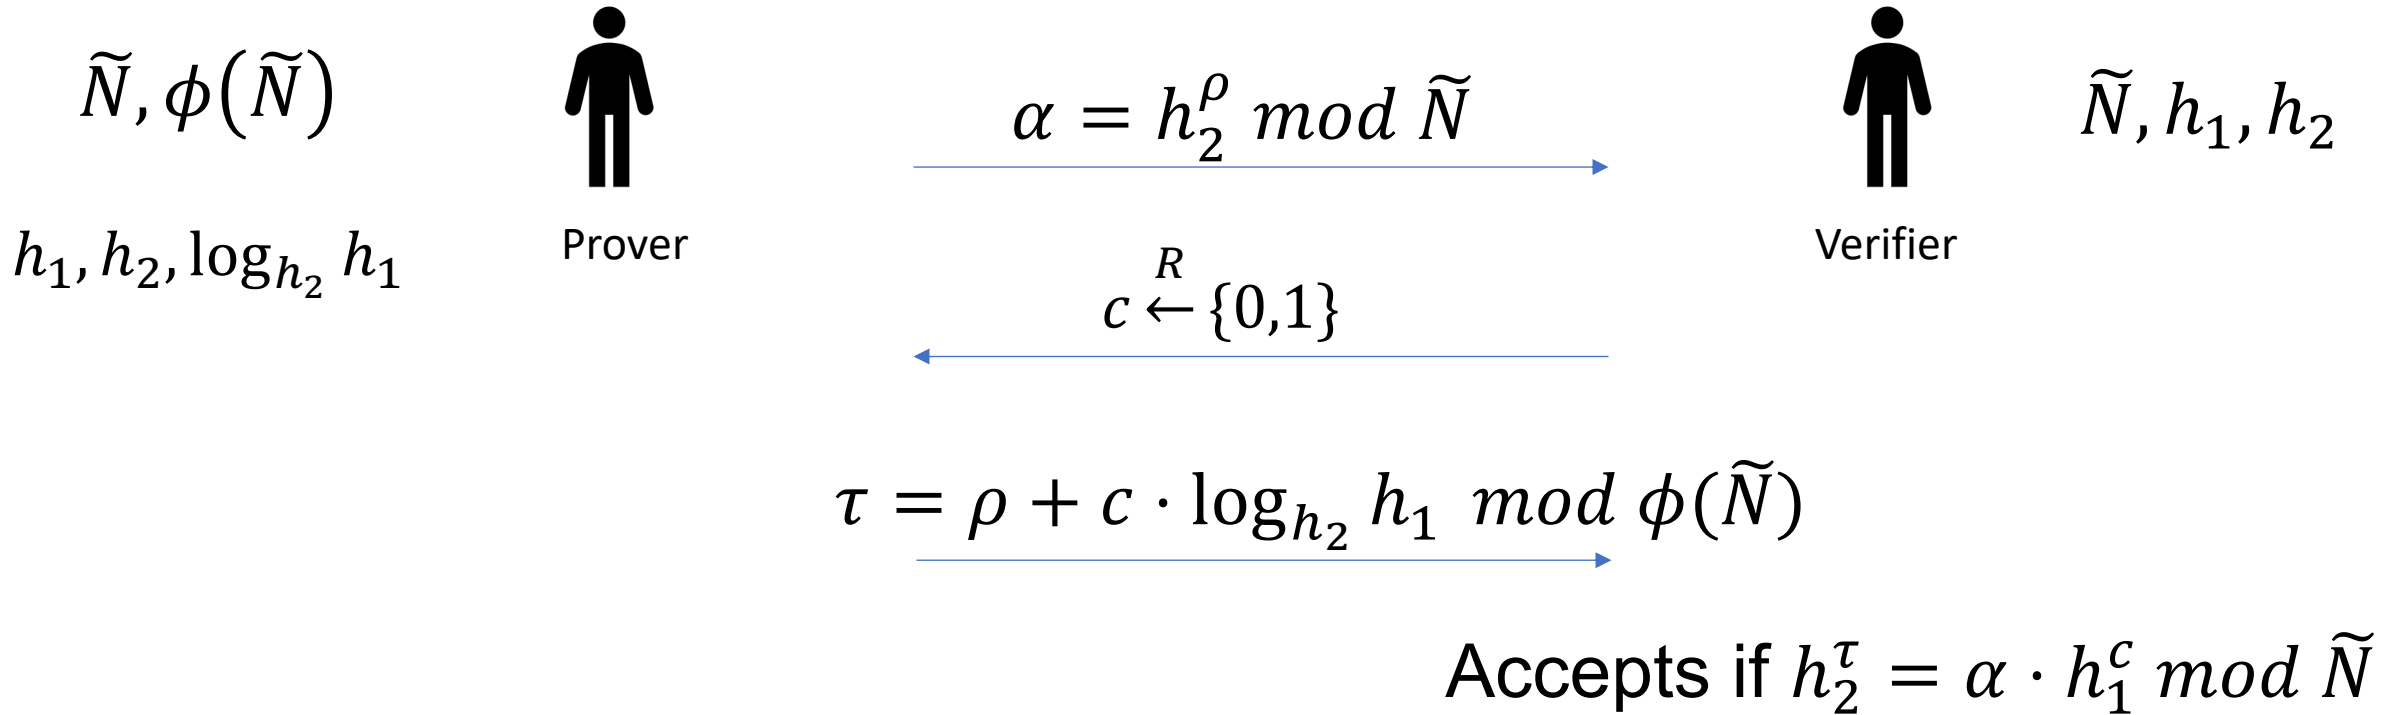 Ñ, ϕ(Ñ)
α = h₂^ρ mod Ñ
Ñ, h₁, h₂
h₁, h₂, log_{h₂} h₁
Prover
Verifier
c ←^R {0,1}
τ = ρ + c · log_{h₂} h₁ mod ϕ(Ñ)
Accepts if h₂^τ = α · h₁^c mod Ñ